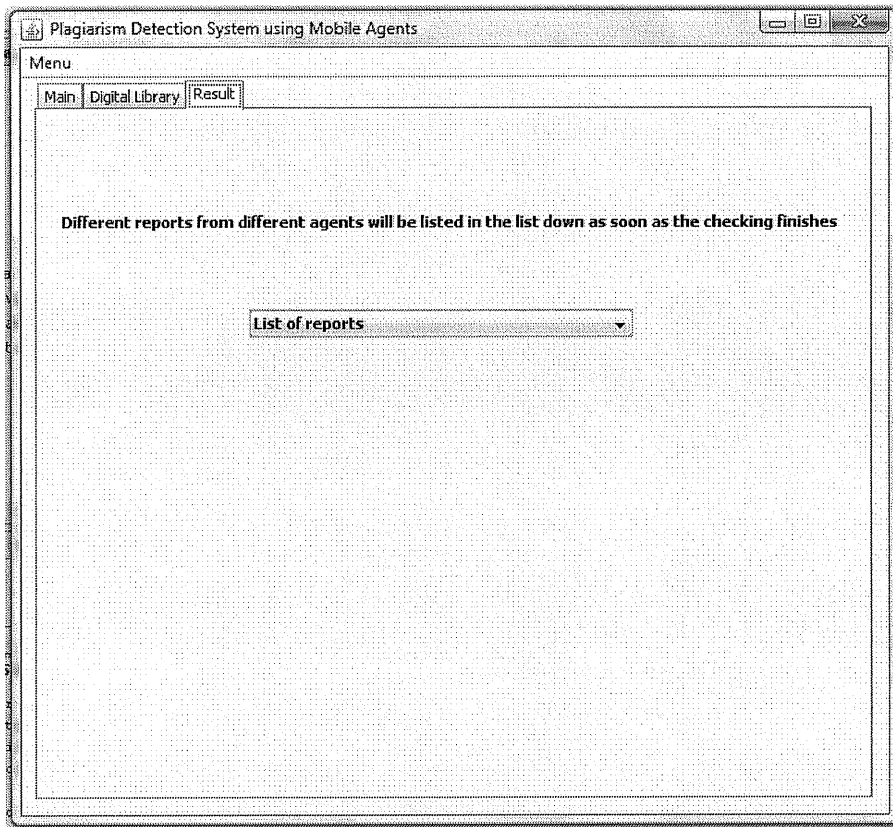 Plagiarism Detection System using Mobile Agents
Menu
Main Digital Library Result
Different reports from different agents will be listed in the list down as soon as the checking finishes
List of reports